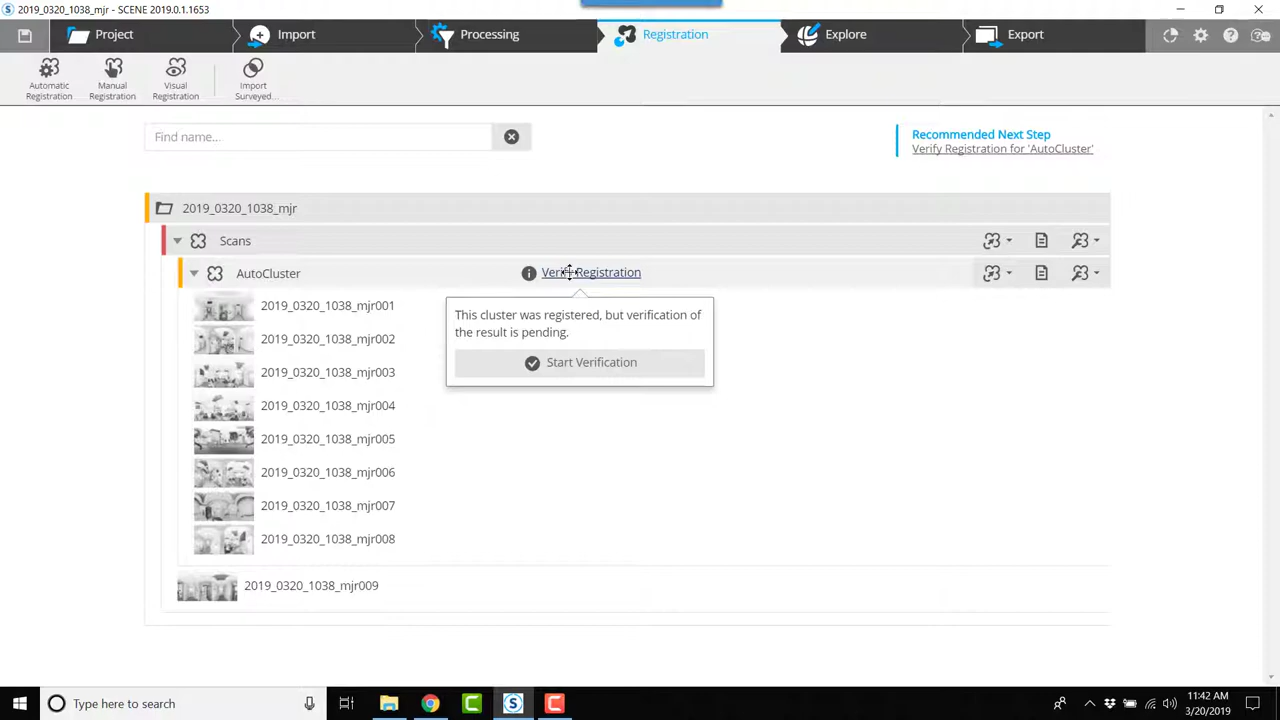 2019_0320_1038_mjr - SCENE 2019.0.1.1653
Project
Import
Processing
Registration
Explore
Export
Automatic
Registration
Manual
Registration
Visual
Registration
Import
Surveyed...
Find name...
Recommended Next Step
Verify Registration for 'AutoCluster'
2019_0320_1038_mjr
Scans
AutoCluster
Verify Registration
2019_0320_1038_mjr001
This cluster was registered, but verification of
the result is pending.
Start Verification
2019_0320_1038_mjr002
2019_0320_1038_mjr003
2019_0320_1038_mjr004
2019_0320_1038_mjr005
2019_0320_1038_mjr006
2019_0320_1038_mjr007
2019_0320_1038_mjr008
2019_0320_1038_mjr009
Type here to search
11:42 AM
3/20/2019